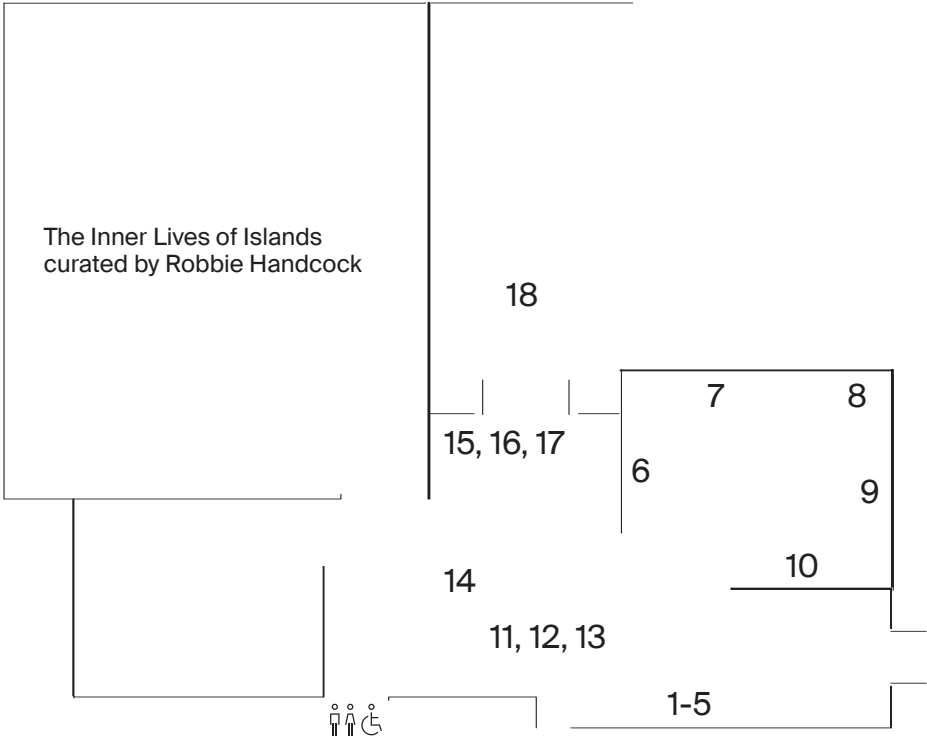 The Inner Lives of Islands
curated by Robbie Handcock
18
7
8
15, 16, 17
6
9
10
14
11, 12, 13
1-5